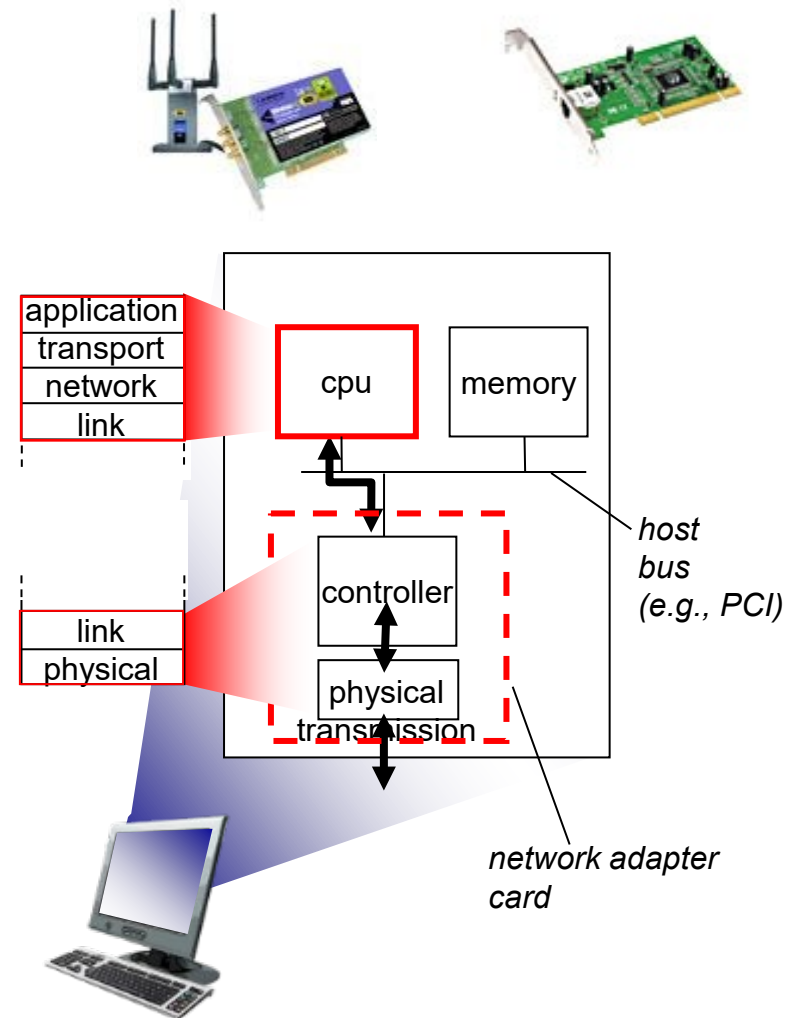 application
transport
network
link
cpu
memory
host
bus
(e.g., PCI)
controller
link
physical
physical
transmission
network adapter
card